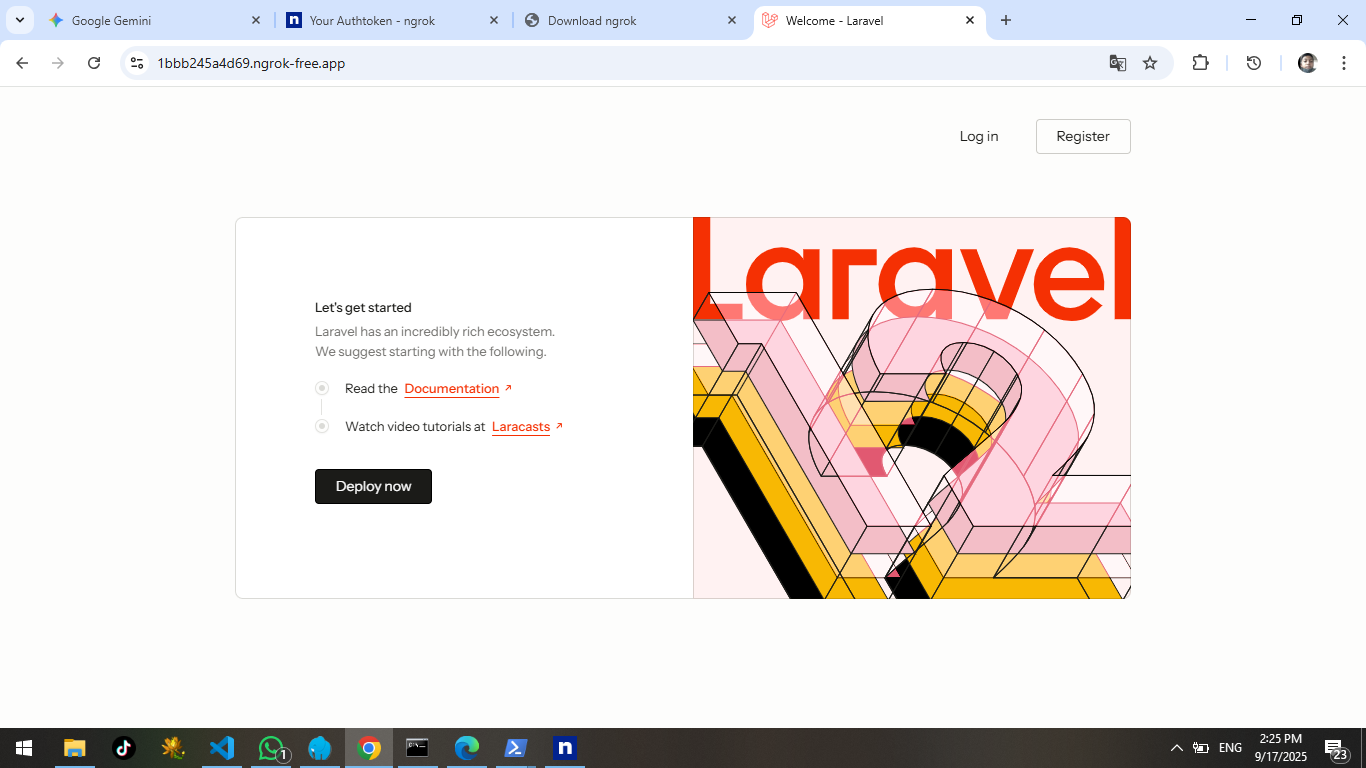 Google Gemini
Your Authtoken - ngrok
Download ngrok
Welcome - Laravel
1bbb245a4d69.ngrok-free.app
Log in
Register
Laravel
Let's get started
Laravel has an incredibly rich ecosystem.
We suggest starting with the following.
Read the Documentation
Watch video tutorials at Laracasts
Deploy now
1
ENG
2:25 PM
9/17/2025
23